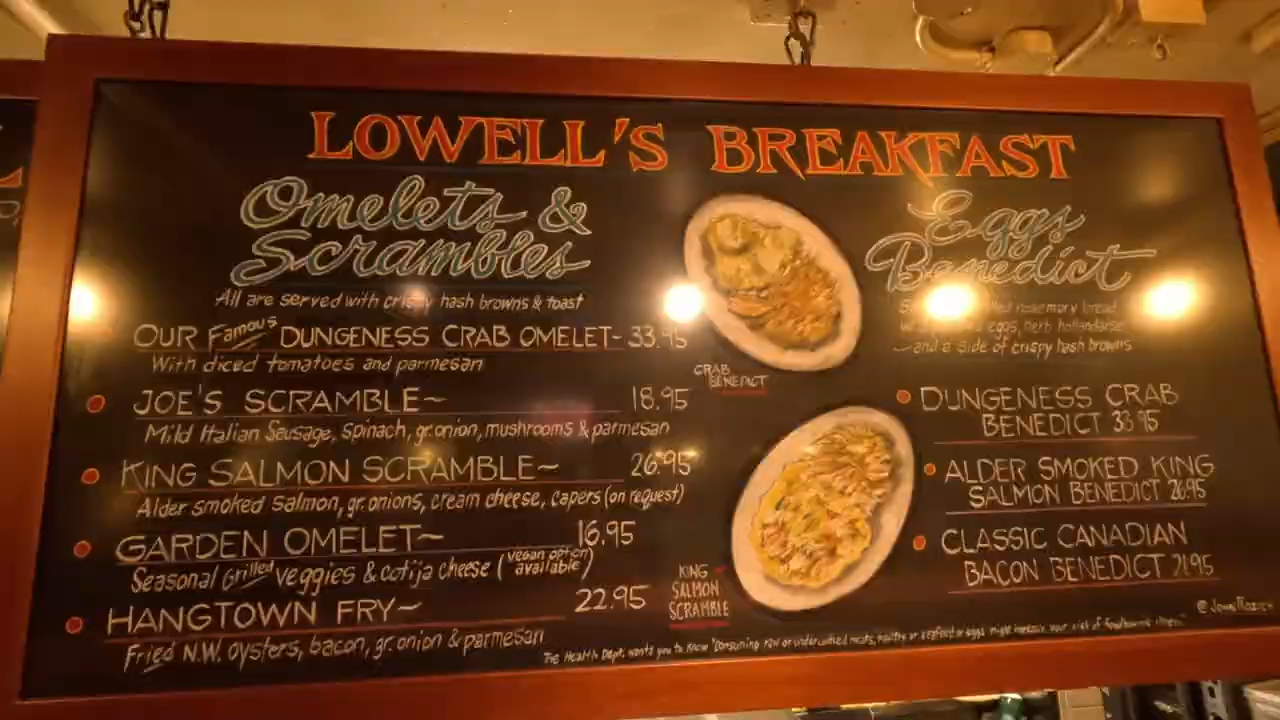 LOWELL'S BREAKFAST
Omelets &
Scrambles
All are served with crispy hash browns & toast
OUR Famous DUNGENESS CRAB OMELET~ 33.95
With diced tomatoes and parmesan
JOE'S SCRAMBLE~ 18.95
Mild Italian Sausage, Spinach, gr.onion, mushrooms & parmesan
KING SALMON SCRAMBLE~ 26.95
Alder smoked Salmon, gr.onions, cream cheese, capers (on request)
GARDEN OMELET~ 16.95
Seasonal Grilled veggies & cotija cheese (vegan option available)
HANGTOWN FRY~ 22.95
Fried N.W. oysters, bacon, gr.onion & parmesan
CRAB
BENEDICT
KING
SALMON
SCRAMBLE
Eggs
Benedict
rosemary bread
eggs, herb hollandaise
~and a side of crispy hash browns
DUNGENESS CRAB
BENEDICT 33.95
ALDER SMOKED KING
SALMON BENEDICT 26.95
CLASSIC CANADIAN
BACON BENEDICT 21.95
The Health Dept. wants you to know "Consuming raw or undercooked meats, poultry or seafood or eggs might increase your risk of foodborne illness."